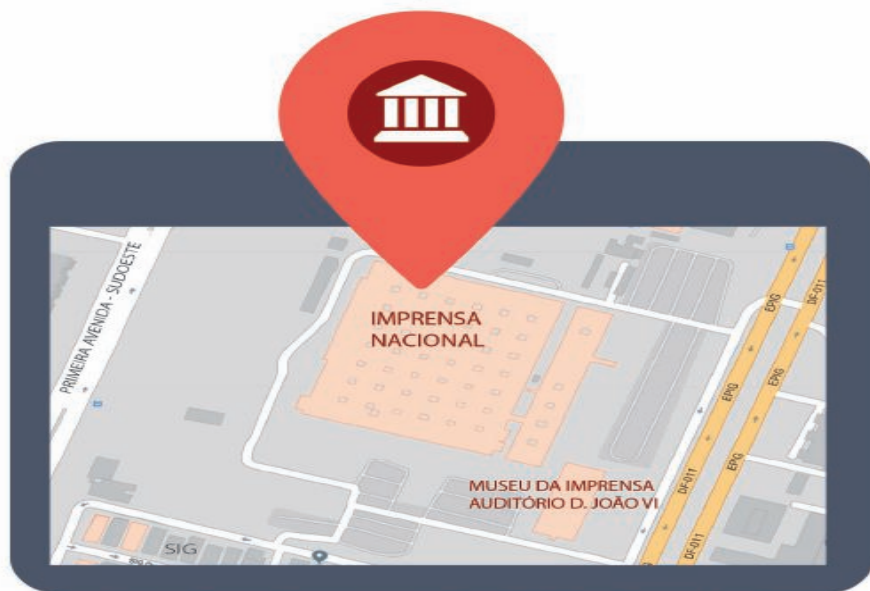 PRIMEIRA AVENIDA - SUDOESTE
IMPRENSA
NACIONAL
EPIG
DF-011
EPIG
EPIG
EPIG
MUSEU DA IMPRENSA
AUDITÓRIO D. JOÃO VI
DF-011
DF-011
SIG